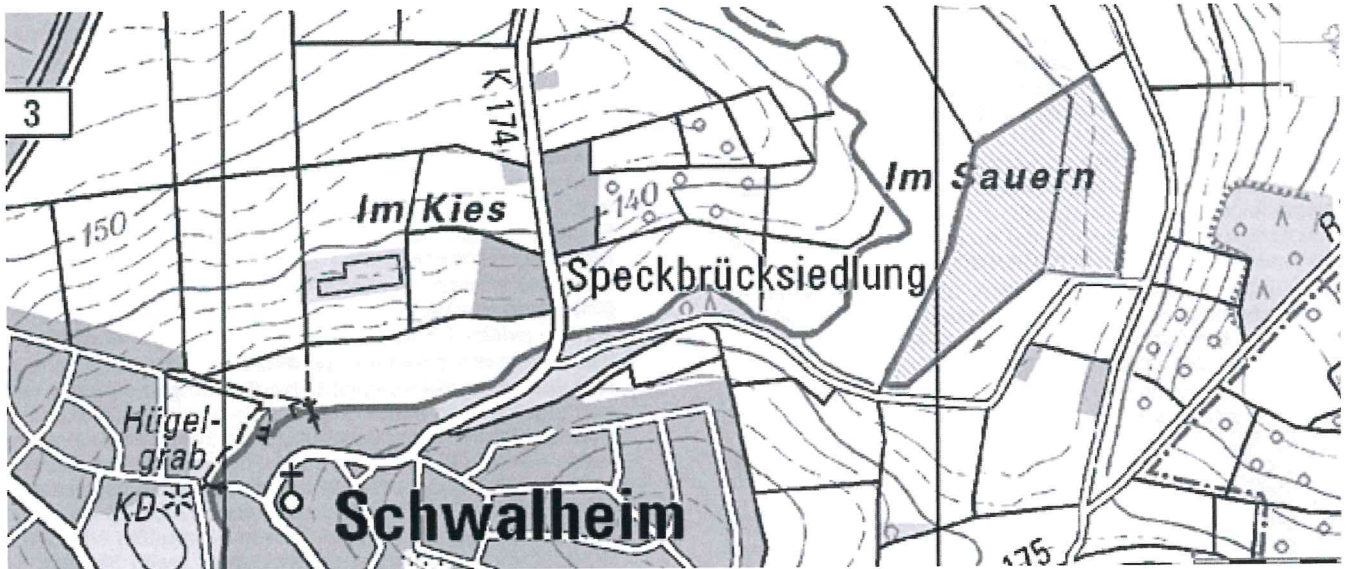 3
K 174
Im Sauern
140
Im Kies
150
Speckbrücksiedlung
Hügel-
grab
KD
Schwalheim
175
R